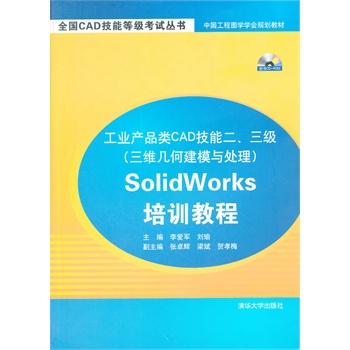 全国CAD技能等级考试丛书
中国工程图学学会规划教材
工业产品类CAD技能二、三级
（三维几何建模与处理）
SolidWorks
培训教程
主 编 李爱军 刘瑜
副主编 张卓辉 梁斌 贺孝梅
清华大学出版社